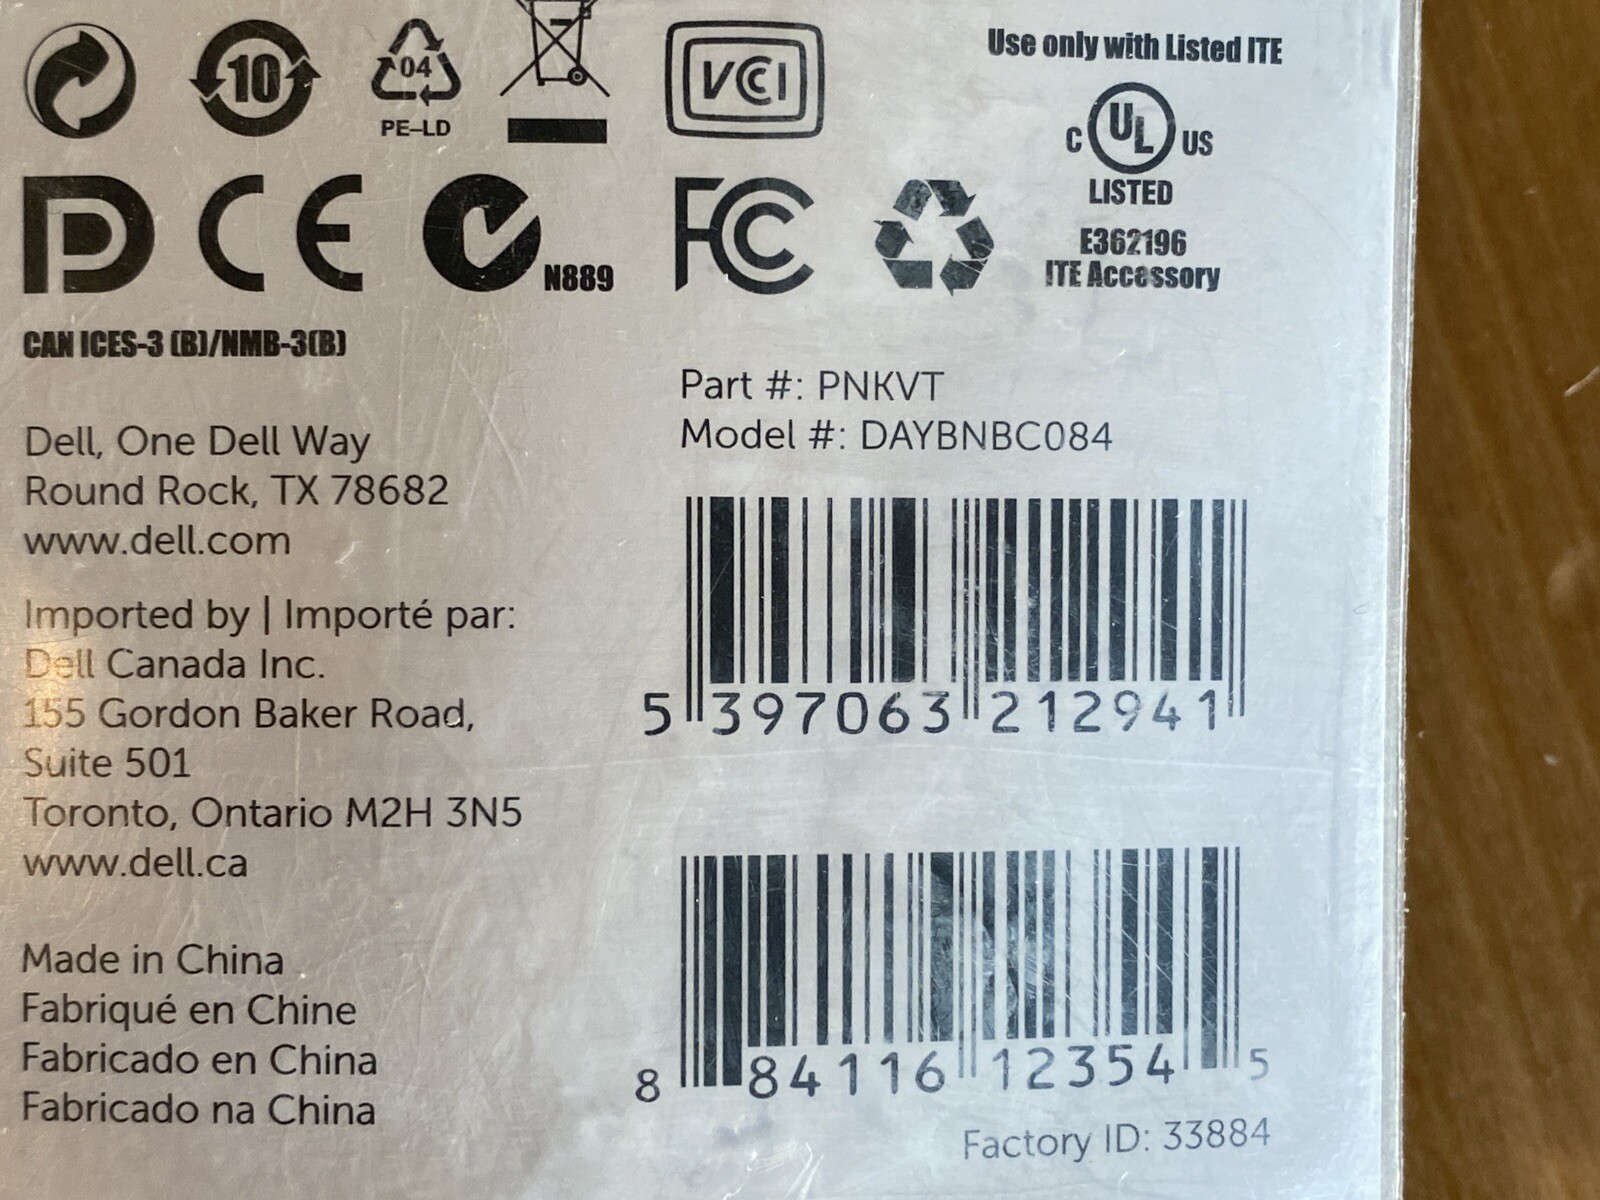 10
04
PE–LD
VCCI
Use only with Listed ITE
C UL US
LISTED
E362196
ITE Accessory
D CE N889 FC
CAN ICES-3 (B)/NMB-3(B)
Dell, One Dell Way
Round Rock, TX 78682
www.dell.com
Imported by | Importé par:
Dell Canada Inc.
155 Gordon Baker Road,
Suite 501
Toronto, Ontario M2H 3N5
www.dell.ca
Made in China
Fabriqué en Chine
Fabricado en China
Fabricado na China
Part #: PNKVT
Model #: DAYBNBC084
5 397063 212941
8 84116 12354 5
Factory ID: 33884